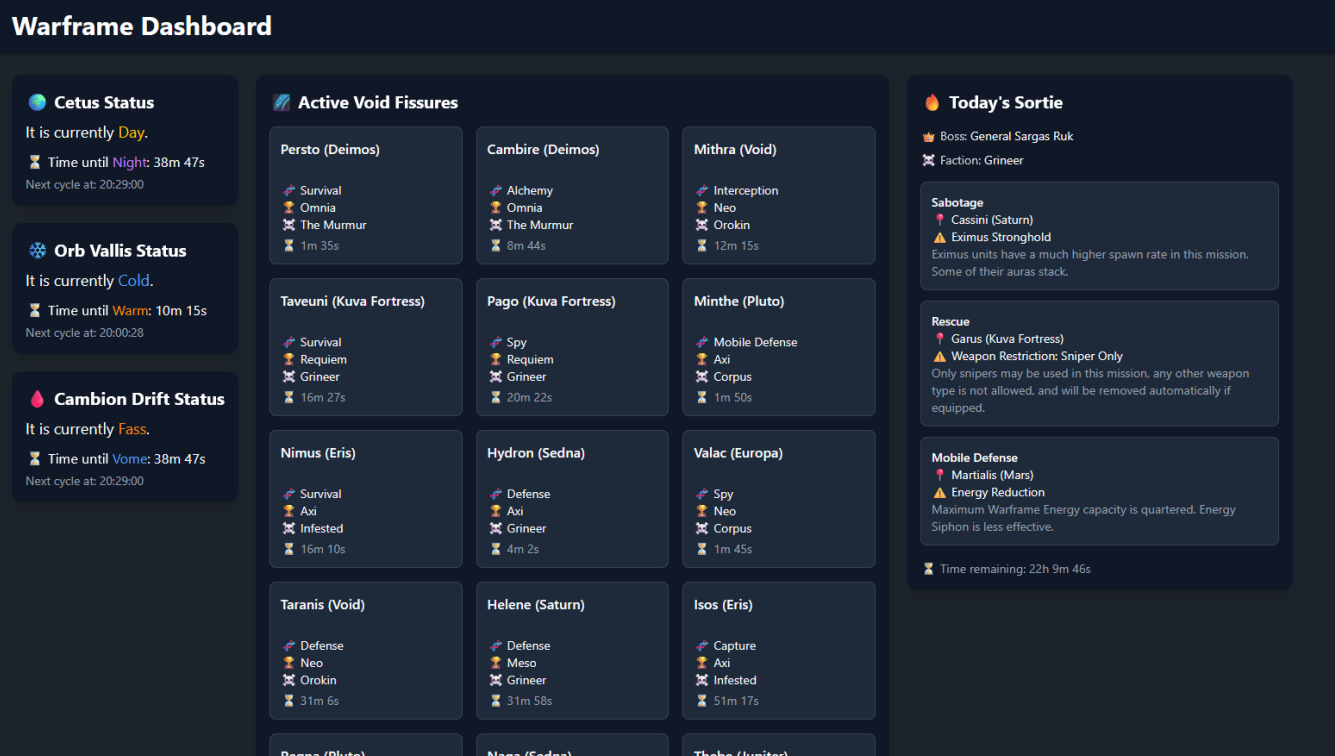 Warframe Dashboard
Cetus Status
It is currently Day.
Time until Night: 38m 47s
Next cycle at: 20:29:00
Orb Vallis Status
It is currently Cold.
Time until Warm: 10m 15s
Next cycle at: 20:00:28
Cambion Drift Status
It is currently Fass.
Time until Vome: 38m 47s
Next cycle at: 20:29:00
Active Void Fissures
Persto (Deimos)
Survival
Omnia
The Murmur
1m 35s
Cambire (Deimos)
Alchemy
Omnia
The Murmur
8m 44s
Mithra (Void)
Interception
Neo
Orokin
12m 15s
Taveuni (Kuva Fortress)
Survival
Requiem
Grineer
16m 27s
Pago (Kuva Fortress)
Spy
Requiem
Grineer
20m 22s
Minthe (Pluto)
Mobile Defense
Axi
Corpus
1m 50s
Nimus (Eris)
Survival
Axi
Infested
16m 10s
Hydron (Sedna)
Defense
Axi
Grineer
4m 2s
Valac (Europa)
Spy
Neo
Corpus
1m 45s
Taranis (Void)
Defense
Neo
Orokin
31m 6s
Helene (Saturn)
Defense
Meso
Grineer
31m 58s
Isos (Eris)
Capture
Axi
Infested
51m 17s
Today's Sortie
Boss: General Sargas Ruk
Faction: Grineer
Sabotage
Cassini (Saturn)
Eximus Stronghold
Eximus units have a much higher spawn rate in this mission.
Some of their auras stack.
Rescue
Garus (Kuva Fortress)
Weapon Restriction: Sniper Only
Only snipers may be used in this mission, any other weapon
type is not allowed, and will be removed automatically if
equipped.
Mobile Defense
Martialis (Mars)
Energy Reduction
Maximum Warframe Energy capacity is quartered. Energy
Siphon is less effective.
Time remaining: 22h 9m 46s